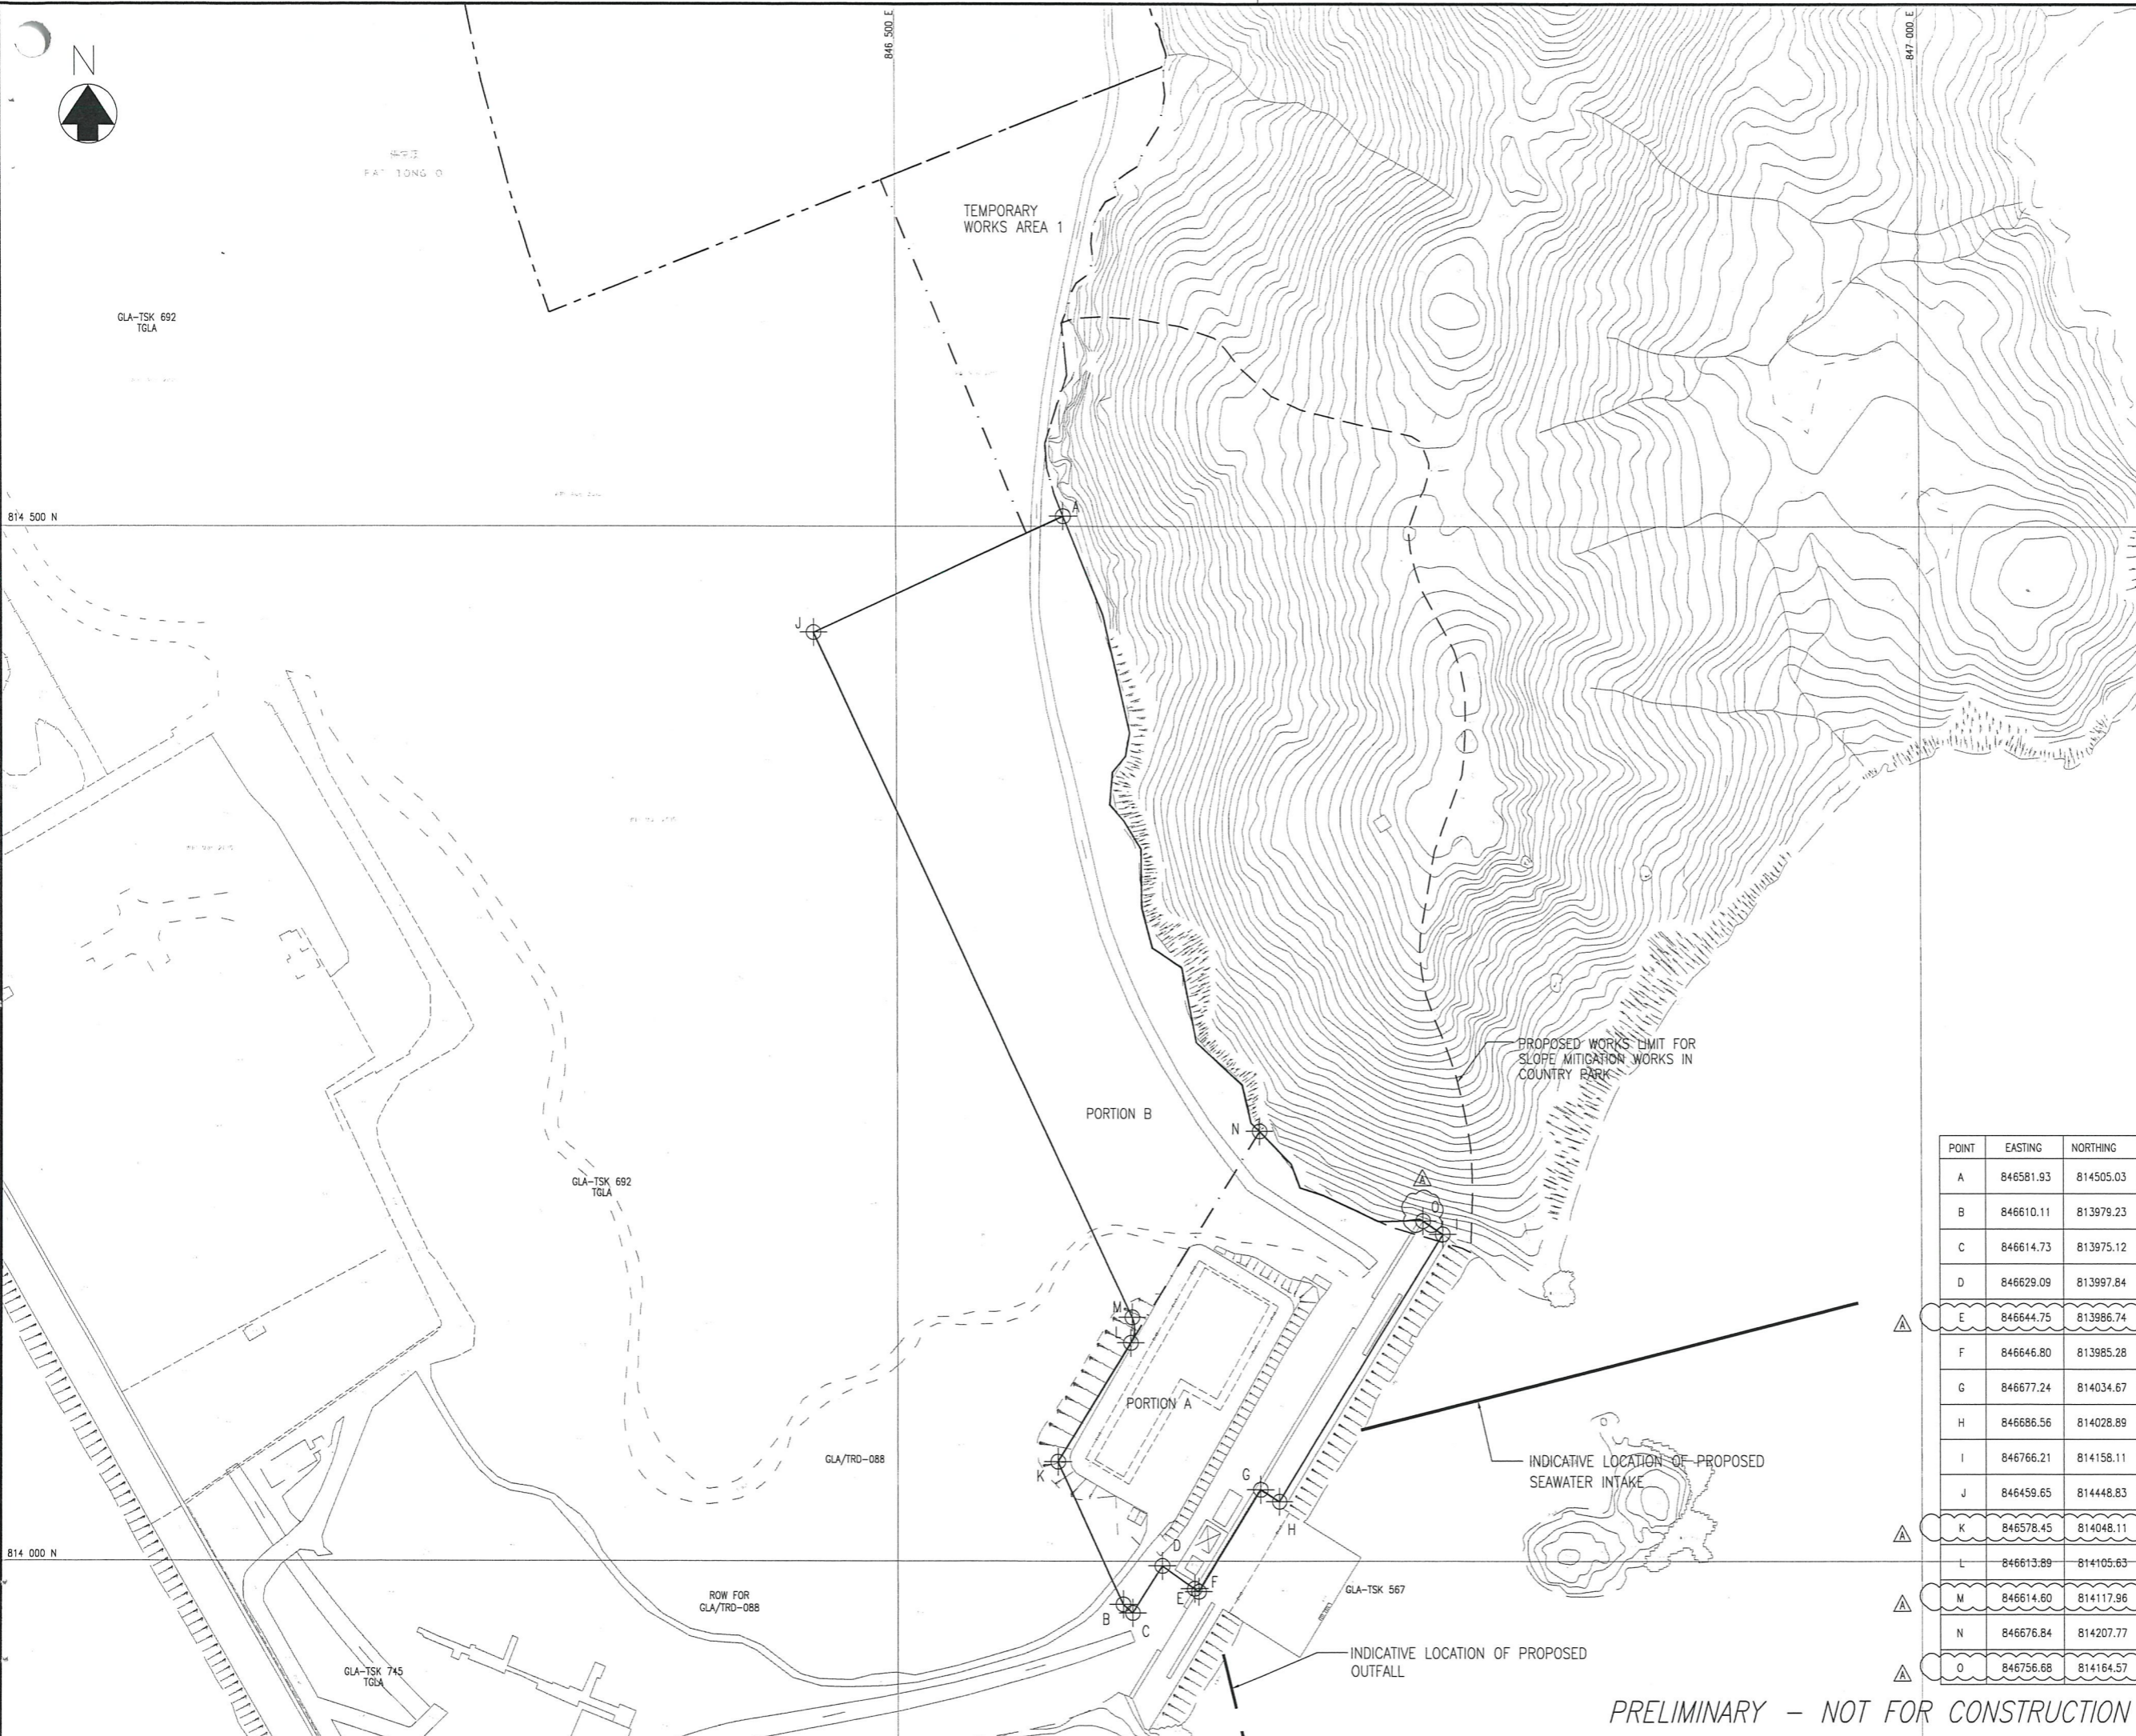 N
846 500 E
847 000 E
TEMPORARY
WORKS AREA 1
GLA-TSK 692
TGLA
814 500 N
A
J
PROPOSED WORKS LIMIT FOR
SLOPE MITIGATION WORKS IN
COUNTRY PARK
PORTION B
N
A
O
I
GLA-TSK 692
TGLA
M
L
PORTION A
K
GLA/TRD-088
G
H
INDICATIVE LOCATION OF PROPOSED
SEAWATER INTAKE
814 000 N
D
E
F
B
C
GLA-TSK 567
ROW FOR
GLA/TRD-088
GLA-TSK 745
TGLA
INDICATIVE LOCATION OF PROPOSED
OUTFALL
POINT EASTING NORTHING
A 846581.93 814505.03
B 846610.11 813979.23
C 846614.73 813975.12
D 846629.09 813997.84
A E 846644.75 813986.74
F 846646.80 813985.28
G 846677.24 814034.67
H 846686.56 814028.89
I 846766.21 814158.11
J 846459.65 814448.83
A K 846578.45 814048.11
L 846613.89 814105.63
A M 846614.60 814117.96
N 846676.84 814207.77
A O 846756.68 814164.57
PRELIMINARY - NOT FOR CONSTRUCTION